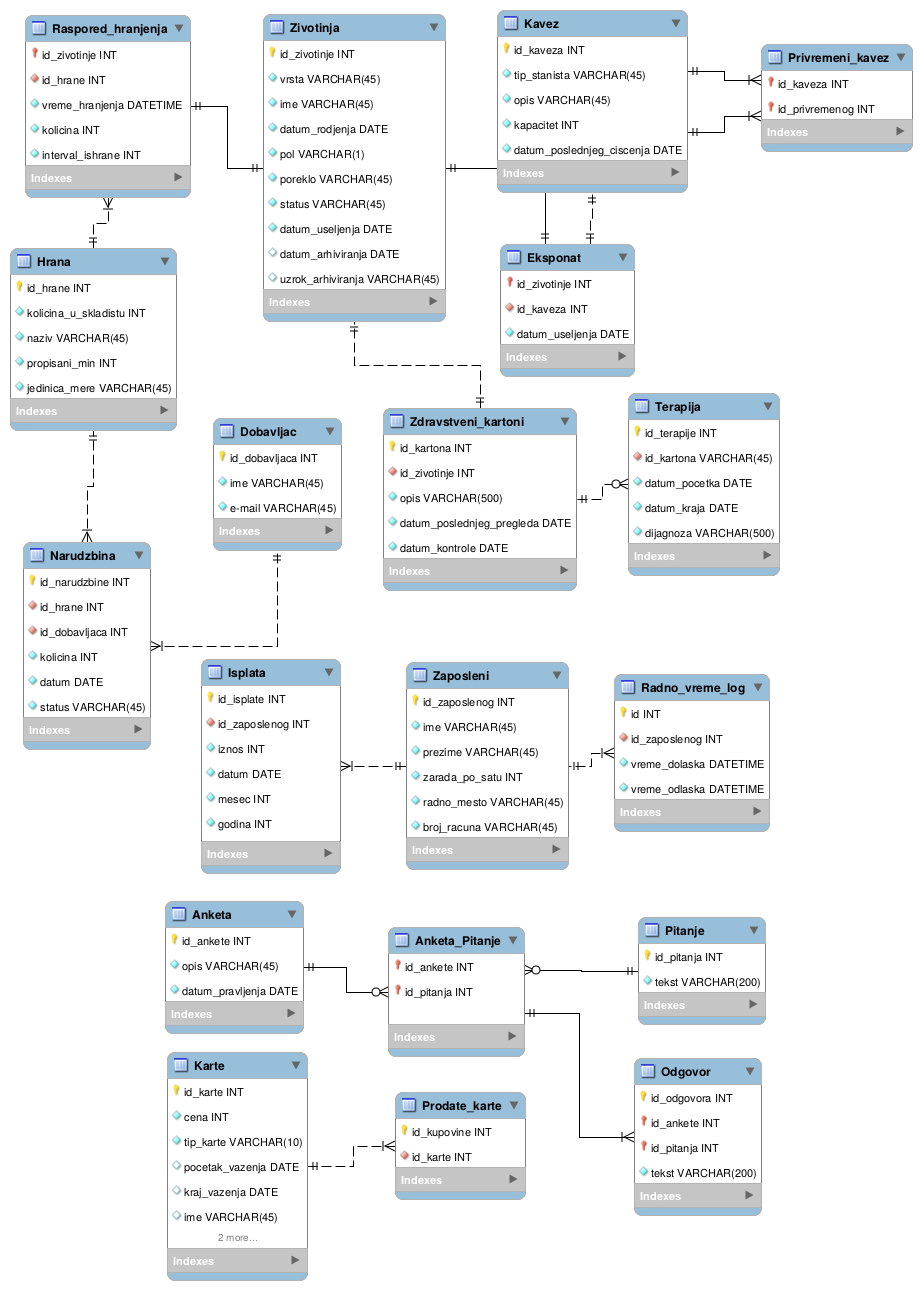 Raspored_hranjenja
id_zivotinje INT
id_hrane INT
vreme_hranjenja DATETIME
kolicina INT
interval_ishrane INT
Indexes
Zivotinja
id_zivotinje INT
vrsta VARCHAR(45)
ime VARCHAR(45)
datum_rodjenja DATE
pol VARCHAR(1)
poreklo VARCHAR(45)
status VARCHAR(45)
datum_useljenja DATE
datum_arhiviranja DATE
uzrok_arhiviranja VARCHAR(45)
Indexes
Kavez
id_kaveza INT
tip_stanista VARCHAR(45)
opis VARCHAR(45)
kapacitet INT
datum_poslednjeg_ciscenja DATE
Indexes
Privremeni_kavez
id_kaveza INT
id_privremenog INT
Indexes
Hrana
id_hrane INT
kolicina_u_skladistu INT
naziv VARCHAR(45)
propisani_min INT
jedinica_mere VARCHAR(45)
Indexes
Eksponat
id_zivotinje INT
id_kaveza INT
datum_useljenja DATE
Indexes
Dobavljac
id_dobavljaca INT
ime VARCHAR(45)
e-mail VARCHAR(45)
Indexes
Zdravstveni_kartoni
id_kartona INT
id_zivotinje INT
opis VARCHAR(500)
datum_poslednjeg_pregleda DATE
datum_kontrole DATE
Indexes
Terapija
id_terapije INT
id_kartona VARCHAR(45)
datum_pocetka DATE
datum_kraja DATE
dijagnoza VARCHAR(500)
Indexes
Narudzbina
id_narudzbine INT
id_hrane INT
id_dobavljaca INT
kolicina INT
datum DATE
status VARCHAR(45)
Indexes
Isplata
id_isplate INT
id_zaposlenog INT
iznos INT
datum DATE
mesec INT
godina INT
Indexes
Zaposleni
id_zaposlenog INT
ime VARCHAR(45)
prezime VARCHAR(45)
zarada_po_satu INT
radno_mesto VARCHAR(45)
broj_racuna VARCHAR(45)
Indexes
Radno_vreme_log
id INT
id_zaposlenog INT
vreme_dolaska DATETIME
vreme_odlaska DATETIME
Indexes
Anketa
id_ankete INT
opis VARCHAR(45)
datum_pravljenja DATE
Indexes
Anketa_Pitanje
id_ankete INT
id_pitanja INT
Indexes
Pitanje
id_pitanja INT
tekst VARCHAR(200)
Indexes
Karte
id_karte INT
cena INT
tip_karte VARCHAR(10)
pocetak_vazenja DATE
kraj_vazenja DATE
ime VARCHAR(45)
2 more...
Indexes
Prodate_karte
id_kupovine INT
id_karte INT
Indexes
Odgovor
id_odgovora INT
id_ankete INT
id_pitanja INT
tekst VARCHAR(200)
Indexes